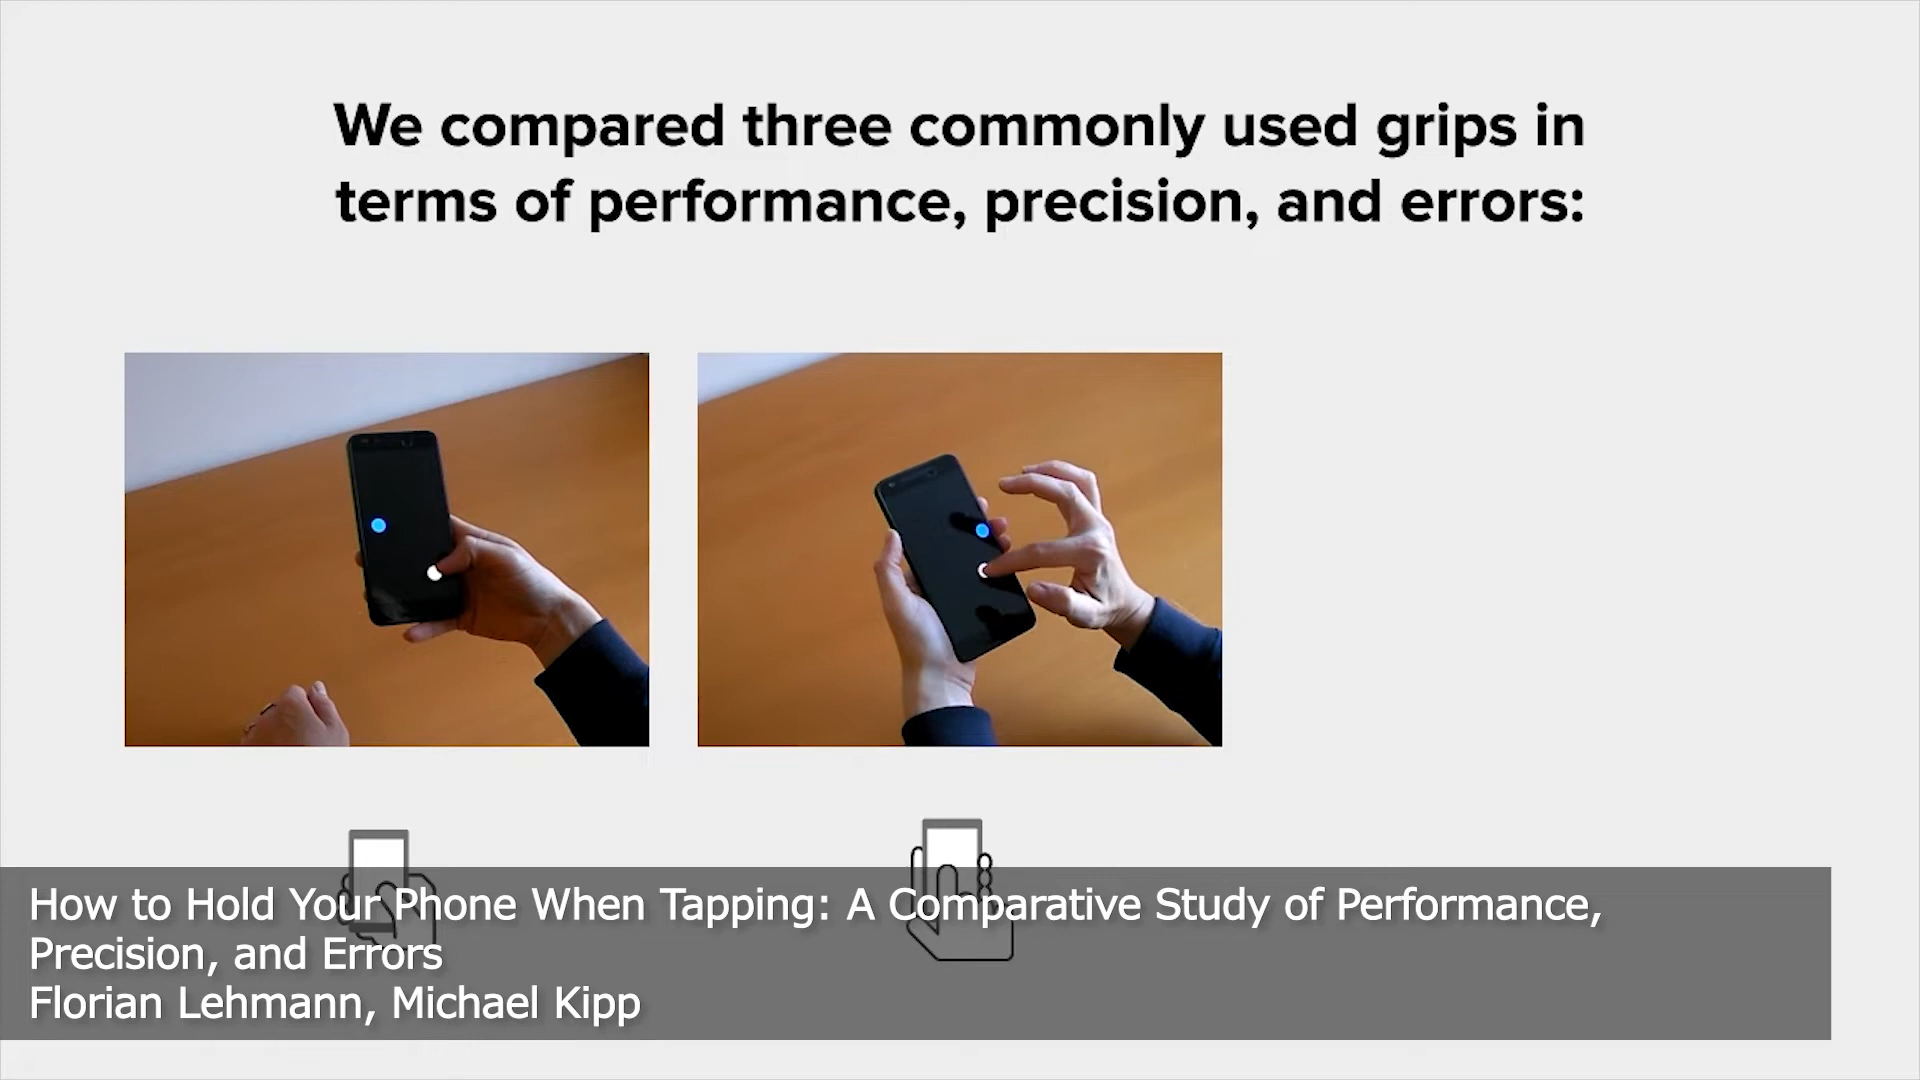 We compared three commonly used grips in
terms of performance, precision, and errors:
How to Hold Your Phone When Tapping: A Comparative Study of Performance,
Precision, and Errors
Florian Lehmann, Michael Kipp